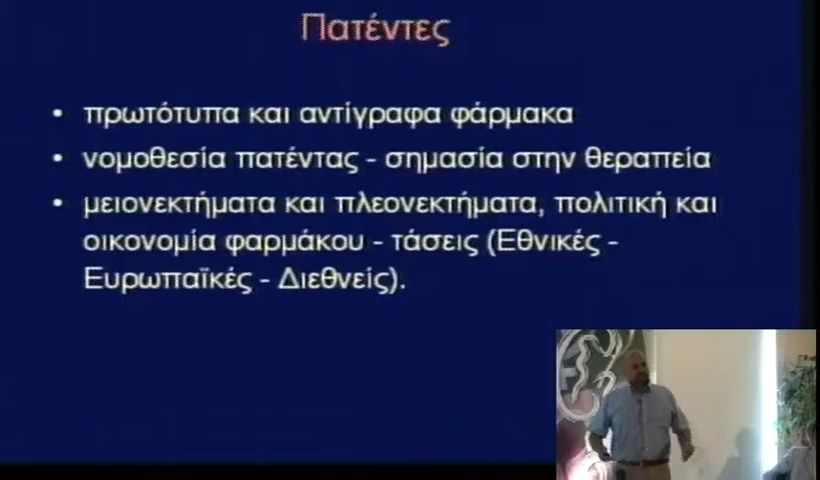 Πατέντες
• πρωτότυπα και αντίγραφα φάρμακα
• νομοθεσία πατέντας - σημασία στην θεραπεία
• μειονεκτήματα και πλεονεκτήματα, πολιτική και
οικονομία φαρμάκου - τάσεις (Εθνικές -
Ευρωπαϊκές - Διεθνείς).